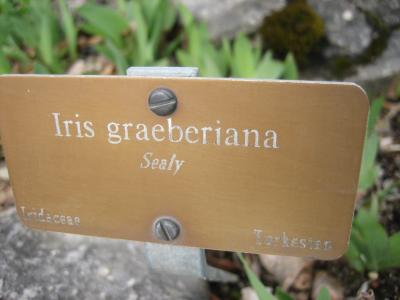 Iris graeberiana
Sealy
Iridaceae
Turkestan